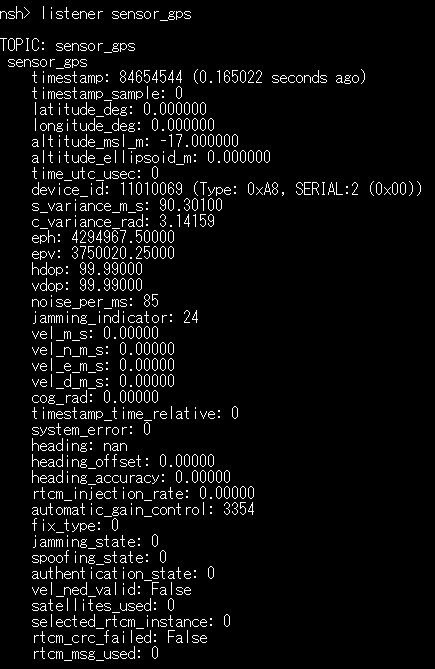 nsh> listener sensor_gps
TOPIC: sensor_gps
sensor_gps
timestamp: 84654544 (0.165022 seconds ago)
timestamp_sample: 0
latitude_deg: 0.000000
longitude_deg: 0.000000
altitude_msl_m: -17.000000
altitude_ellipsoid_m: 0.000000
time_utc_usec: 0
device_id: 11010069 (Type: 0xA8, SERIAL:2 (0x00))
s_variance_m_s: 90.30100
c_variance_rad: 3.14159
eph: 4294967.50000
epv: 3750020.25000
hdop: 99.99000
vdop: 99.99000
noise_per_ms: 85
jamming_indicator: 24
vel_m_s: 0.00000
vel_n_m_s: 0.00000
vel_e_m_s: 0.00000
vel_d_m_s: 0.00000
cog_rad: 0.00000
timestamp_time_relative: 0
system_error: 0
heading: nan
heading_offset: 0.00000
heading_accuracy: 0.00000
rtcm_injection_rate: 0.00000
automatic_gain_control: 3354
fix_type: 0
jamming_state: 0
spoofing_state: 0
authentication_state: 0
vel_ned_valid: False
satellites_used: 0
selected_rtcm_instance: 0
rtcm_crc_failed: False
rtcm_msg_used: 0